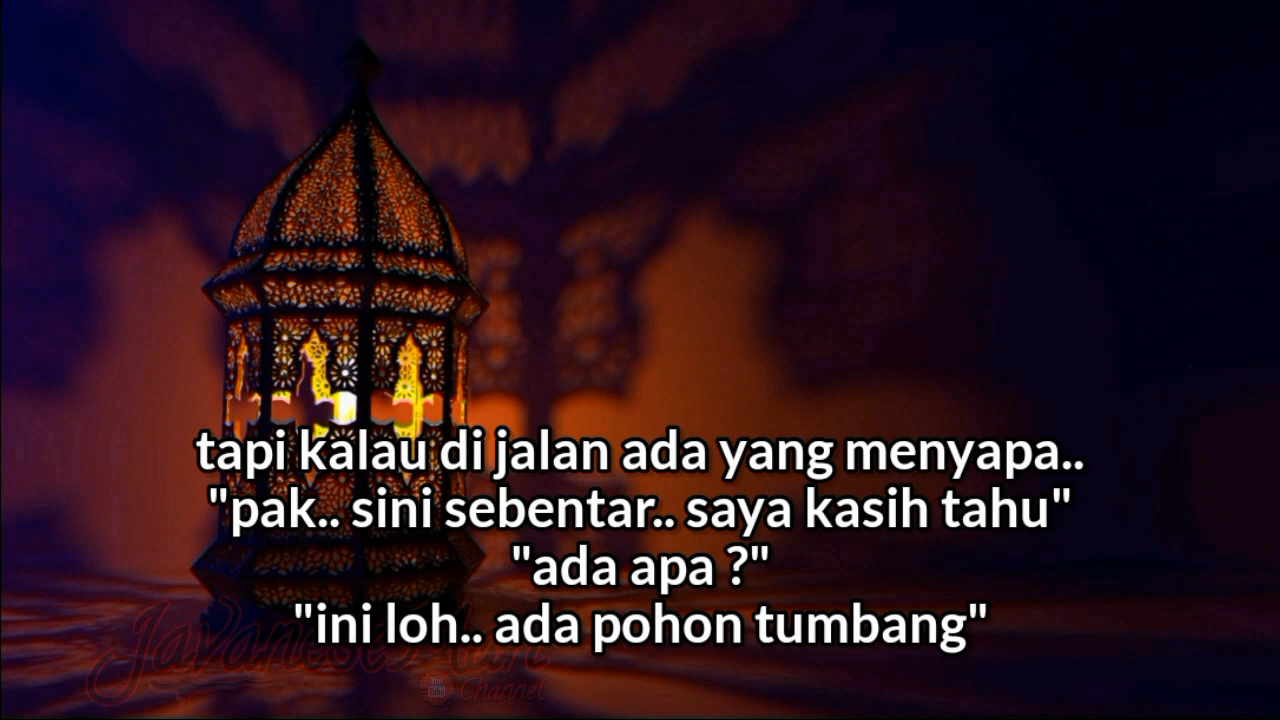 tapi kalau di jalan ada yang menyapa..
"pak.. sini sebentar.. saya kasih tahu"
"ada apa ?"
"ini loh.. ada pohon tumbang"
Channel